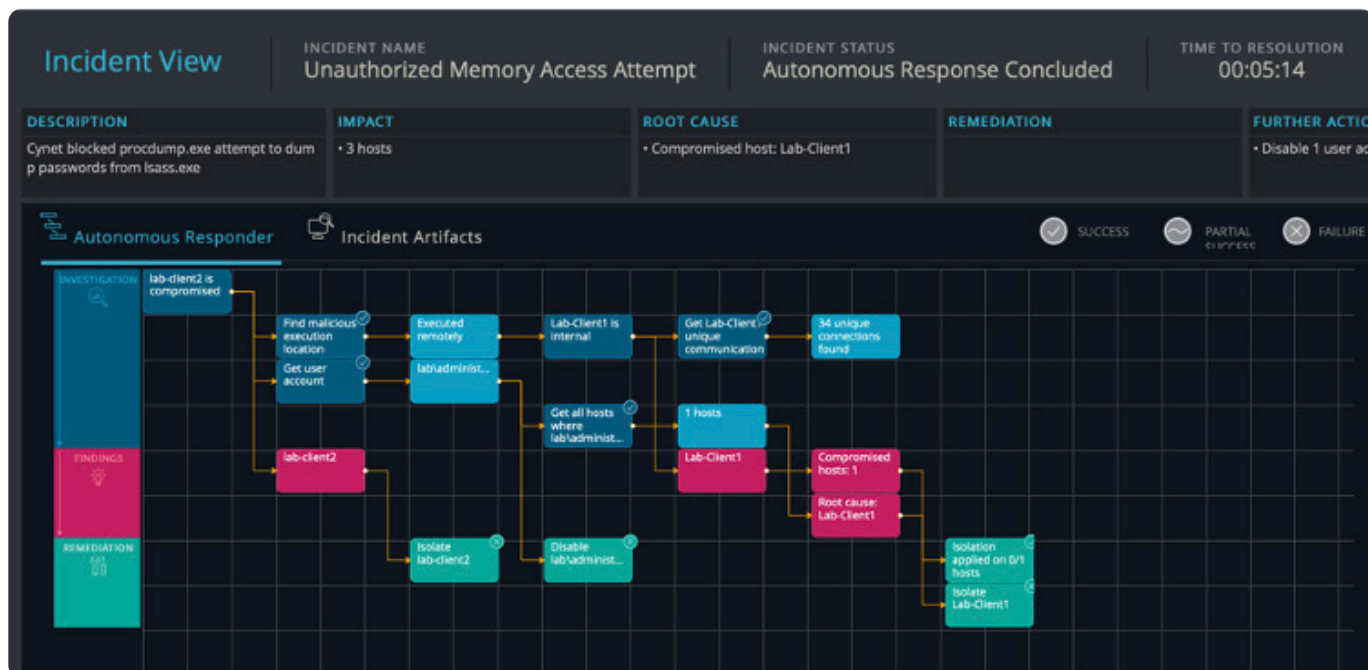 Incident View
INCIDENT NAME
Unauthorized Memory Access Attempt
INCIDENT STATUS
Autonomous Response Concluded
TIME TO RESOLUTION
00:05:14
DESCRIPTION
Cynet blocked procdump.exe attempt to dum
p passwords from lsass.exe
IMPACT
• 3 hosts
ROOT CAUSE
• Compromised host: Lab-Client1
REMEDIATION
FURTHER ACTIO
• Disable 1 user ac
Autonomous Responder
Incident Artifacts
SUCCESS
PARTIAL
SUCCESS
FAILURE
INVESTIGATION
lab-client2 is
compromised
Find malicious
execution
location
Executed
remotely
Lab-Client1 is
internal
Get Lab-Client1
unique
communication
34 unique
connections
found
Get user
account
lab\administ...
Get all hosts
where
lab\administ...
1 hosts
FINDINGS
lab-client2
Lab-Client1
Compromised
hosts: 1
Root cause:
Lab-Client1
REMEDIATION
Isolate
lab-client2
Disable
lab\administ...
Isolation
applied on 0/1
hosts
Isolate
Lab-Client1